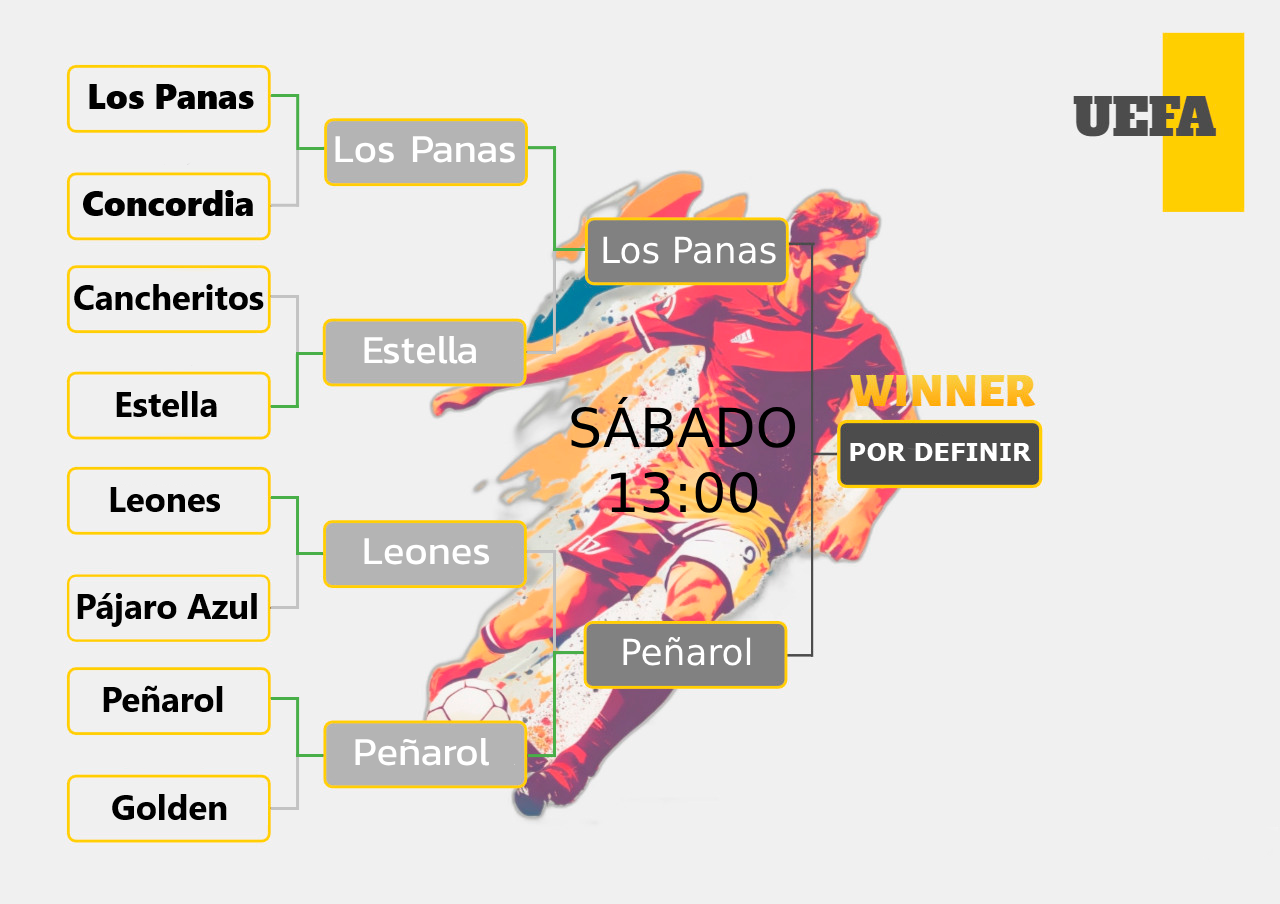 UEFA
Los Panas
Concordia
Cancheritos
Estella
Leones
Pájaro Azul
Peñarol
Golden
Los Panas
Estella
Leones
Peñarol
Los Panas
SÁBADO
13:00
Peñarol
WINNER
POR DEFINIR